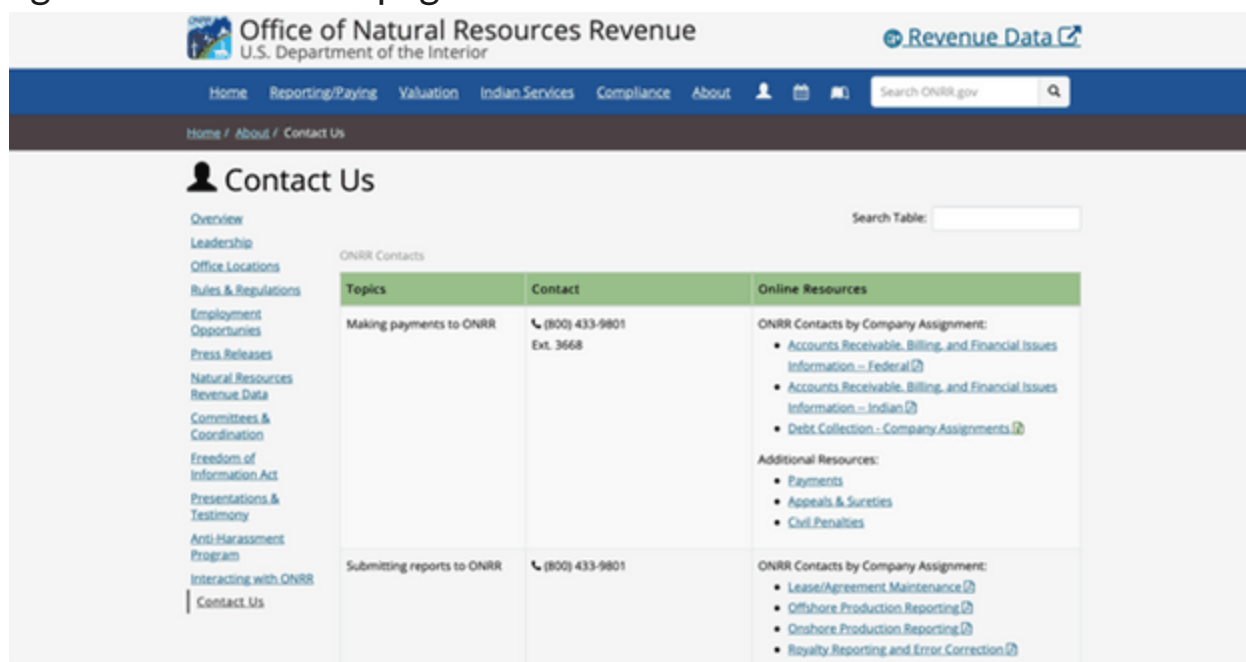 Office of Natural Resources Revenue
U.S. Department of the Interior
Revenue Data
Home Reporting/Paying Valuation Indian Services Compliance About Search ONRR.gov
Home / About / Contact Us
Contact Us
Overview
Leadership
Office Locations
Rules & Regulations
Employment
Opportunies
Press Releases
Natural Resources
Revenue Data
Committees &
Coordination
Freedom of
Information Act
Presentations &
Testimony
Anti-Harassment
Program
Interacting with ONRR
Contact Us
Search Table:
ONRR Contacts
Topics Contact Online Resources
Making payments to ONRR
(800) 433-9801
Ext. 3668
ONRR Contacts by Company Assignment:
Accounts Receivable, Billing, and Financial Issues
Information – Federal
Accounts Receivable, Billing, and Financial Issues
Information – Indian
Debt Collection - Company Assignments
Additional Resources:
Payments
Appeals & Sureties
Civil Penalties
Submitting reports to ONRR
(800) 433-9801
ONRR Contacts by Company Assignment:
Lease/Agreement Maintenance
Offshore Production Reporting
Onshore Production Reporting
Royalty Reporting and Error Correction